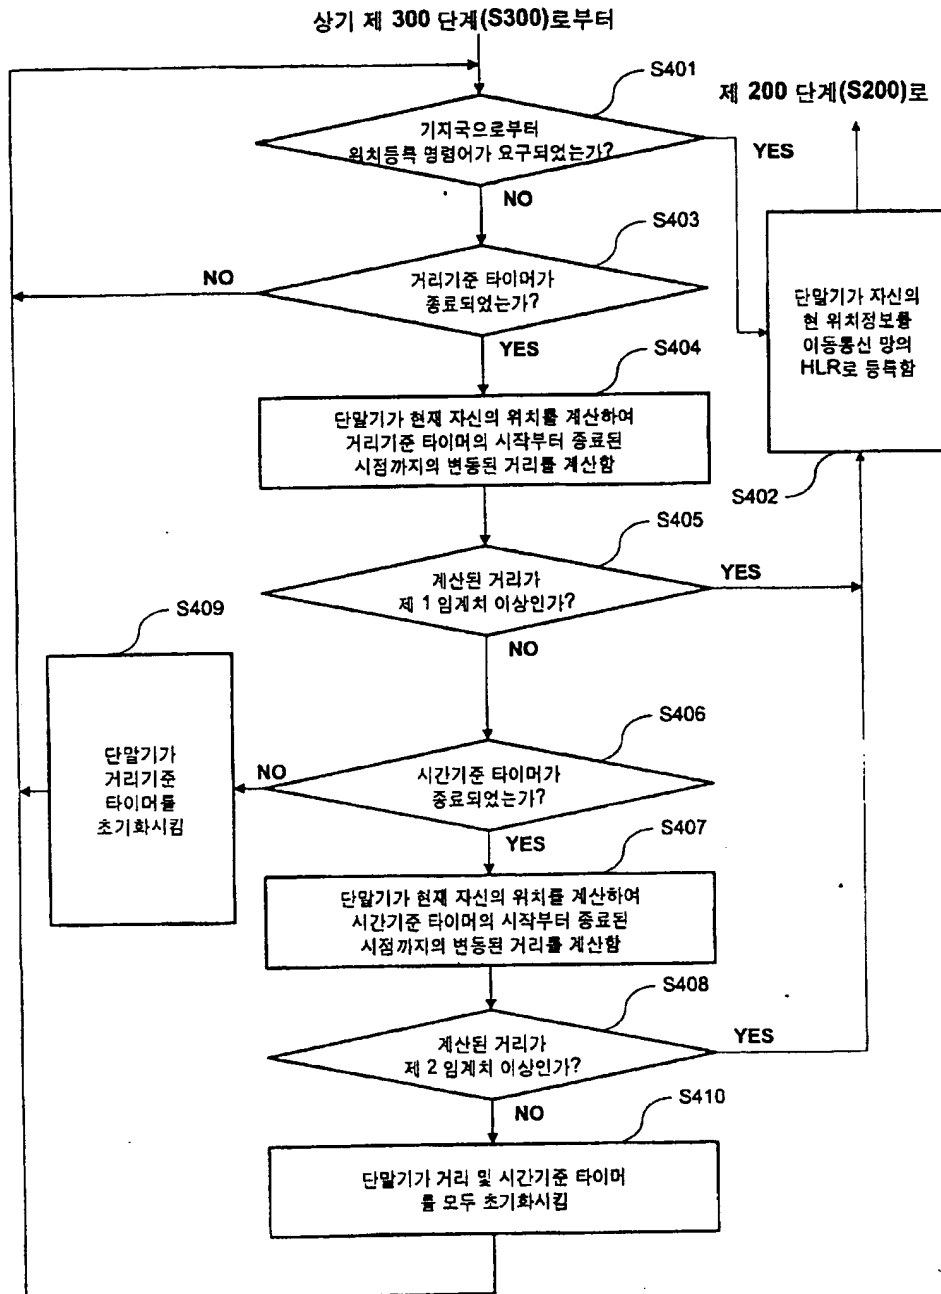 상기 제 300 단계(S300)로부터
S401
제 200 단계(S200)로
기지국으로부터
위치등록 명령어가 요구되었는가?
YES
NO
S403
거리기준 타이머가
종료되었는가?
NO
YES
단말기가 자신의
현 위치정보를
이동통신 망의
HLR로 등록함
S402
S404
단말기가 현재 자신의 위치를 계산하여
거리기준 타이머의 시작부터 종료된
시점까지의 변동된 거리를 계산함
S405
계산된 거리가
제 1 임계치 이상인가?
YES
NO
S409
단말기가
거리기준
타이머를
초기화시킴
S406
시간기준 타이머가
종료되었는가?
NO
YES
S407
단말기가 현재 자신의 위치를 계산하여
시간기준 타이머의 시작부터 종료된
시점까지의 변동된 거리를 계산함
S408
계산된 거리가
제 2 임계치 이상인가?
YES
NO
S410
단말기가 거리 및 시간기준 타이머
를 모두 초기화시킴